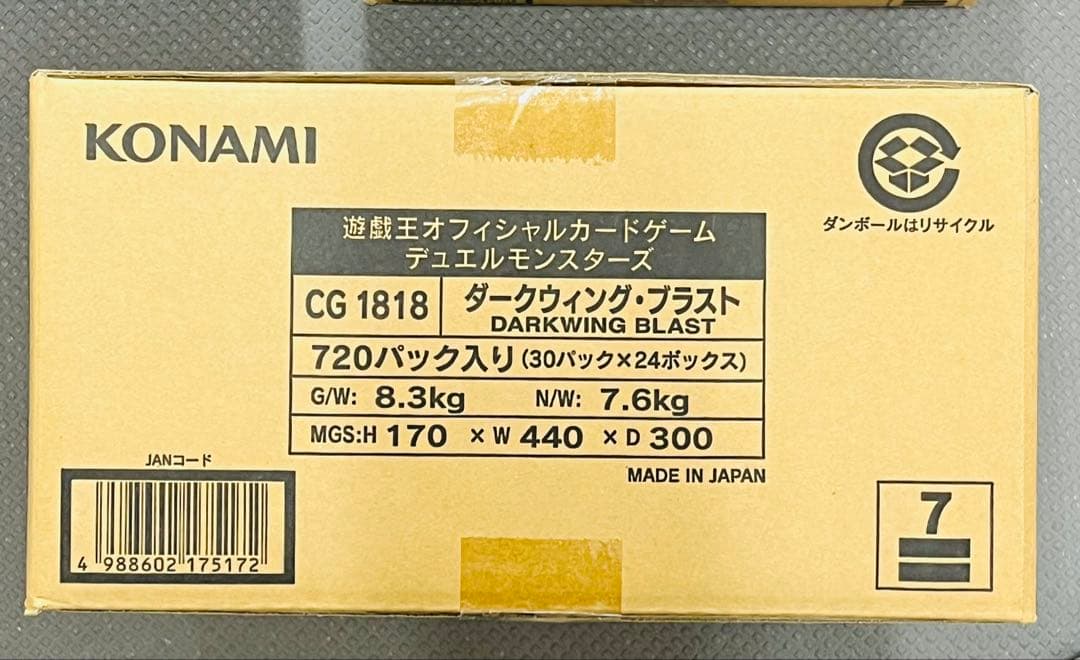 KONAMI
ダンボールはリサイクル
遊戯王オフィシャルカードゲーム
デュエルモンスターズ
CG 1818
ダークウィング・ブラスト
DARKWING BLAST
720パック入り(30パック×24ボックス)
G/W: 8.3kg N/W: 7.6kg
MGS:H 170 × W 440 × D 300
MADE IN JAPAN
JANコード
4 988602 175172
7